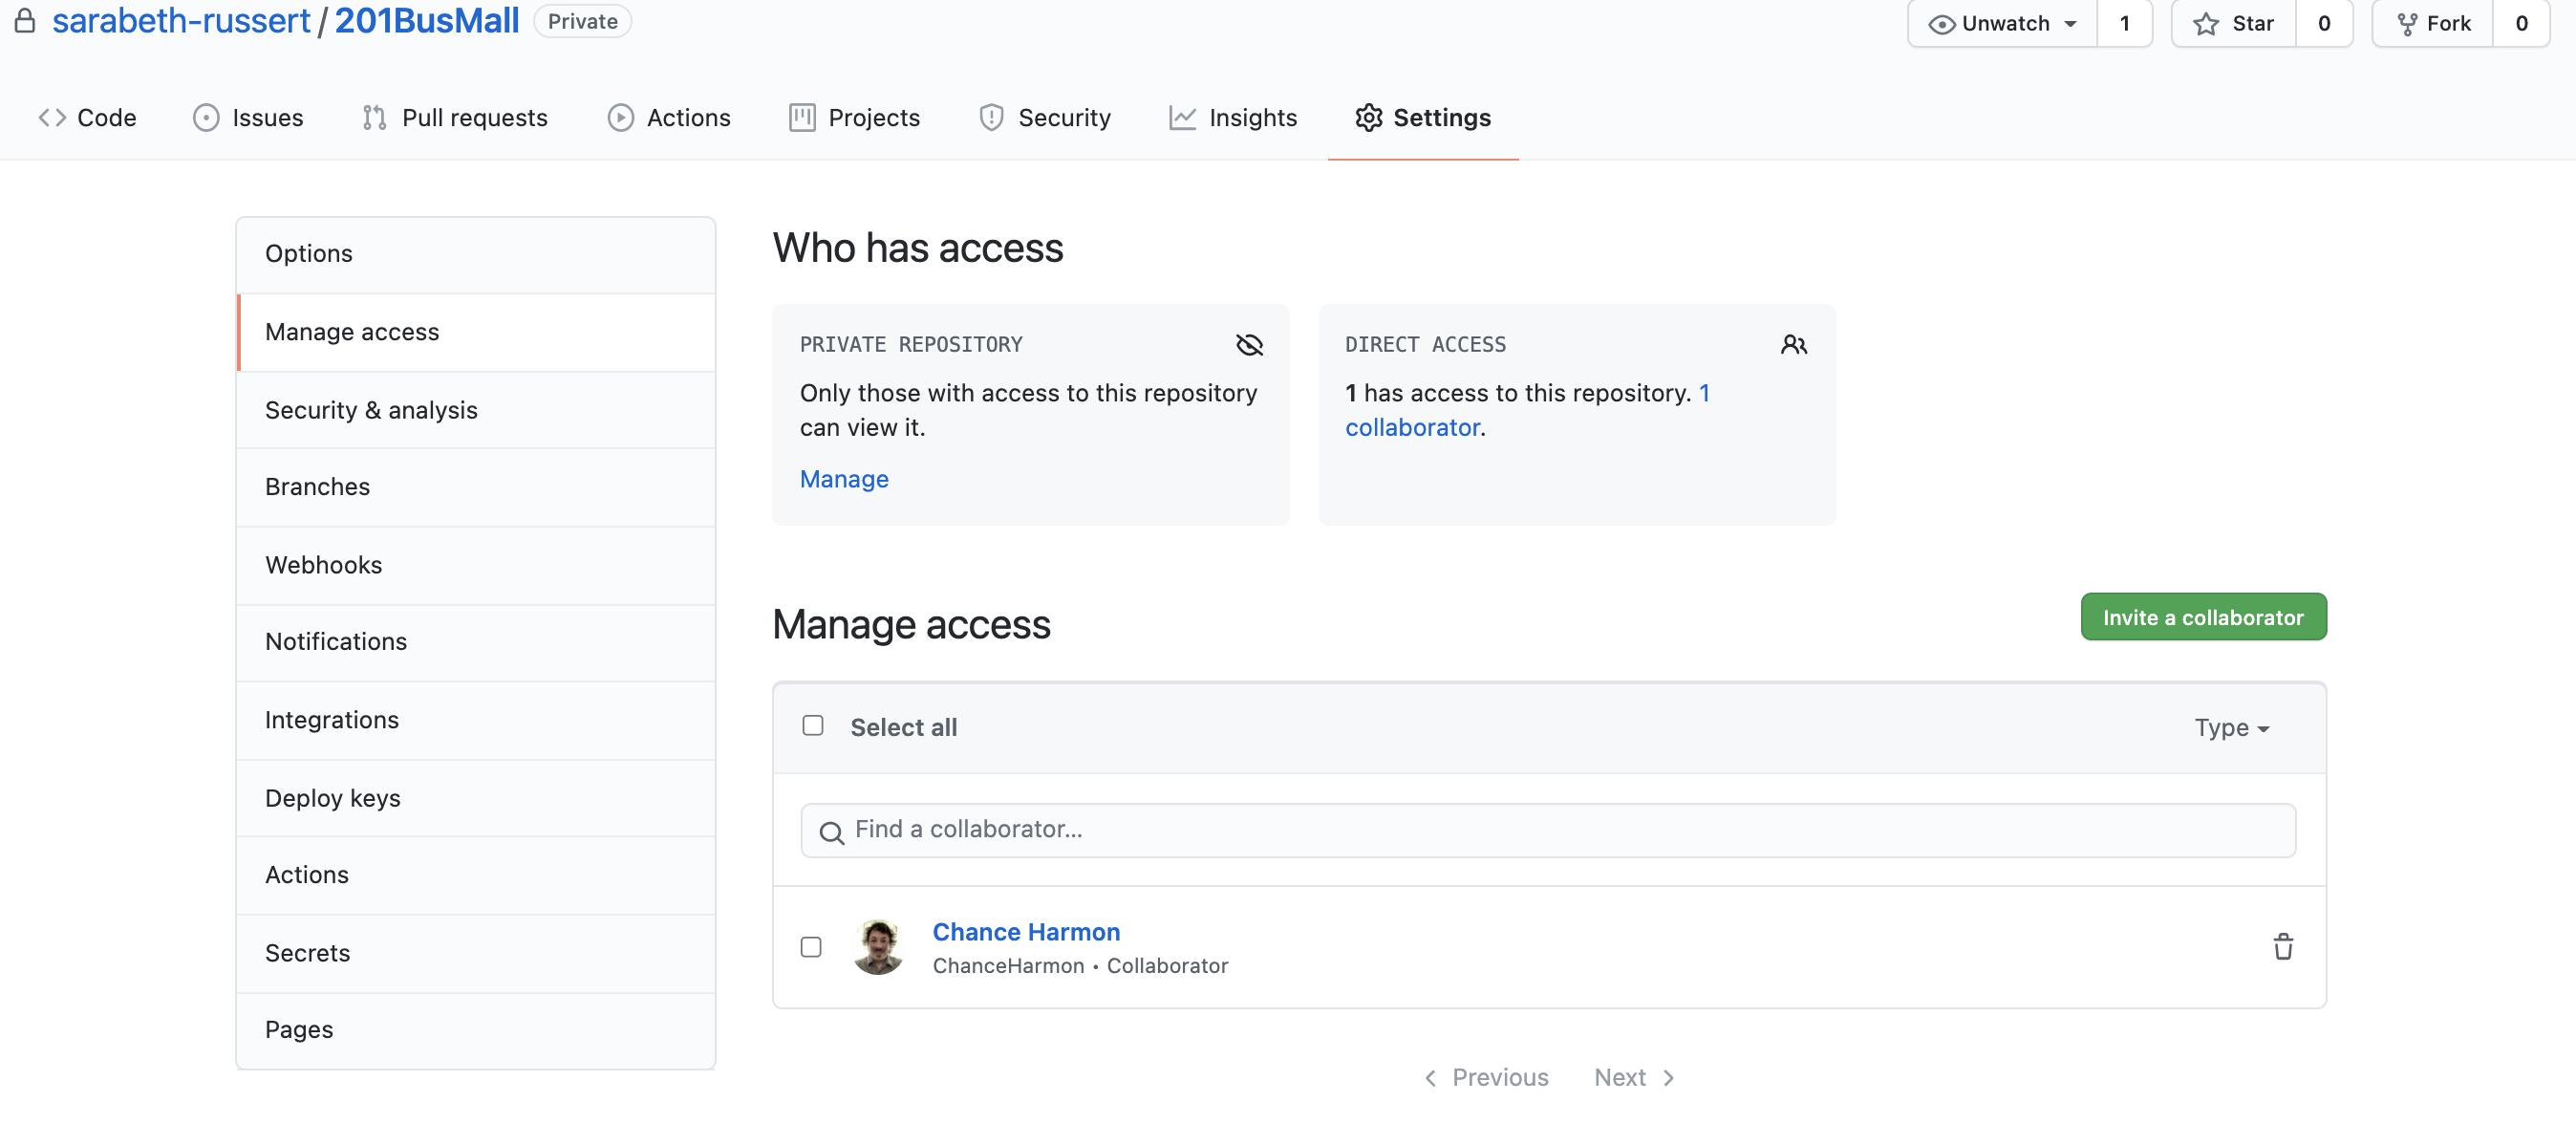 sarabeth-russert / 201BusMall Private
Unwatch 1 Star 0 Fork 0
Code Issues Pull requests Actions Projects Security Insights Settings
Options
Manage access
Security & analysis
Branches
Webhooks
Notifications
Integrations
Deploy keys
Actions
Secrets
Pages
Who has access
PRIVATE REPOSITORY
Only those with access to this repository
can view it.
Manage
DIRECT ACCESS
1 has access to this repository. 1
collaborator.
Manage access
Invite a collaborator
Select all Type
Find a collaborator...
Chance Harmon
ChanceHarmon • Collaborator
Previous Next